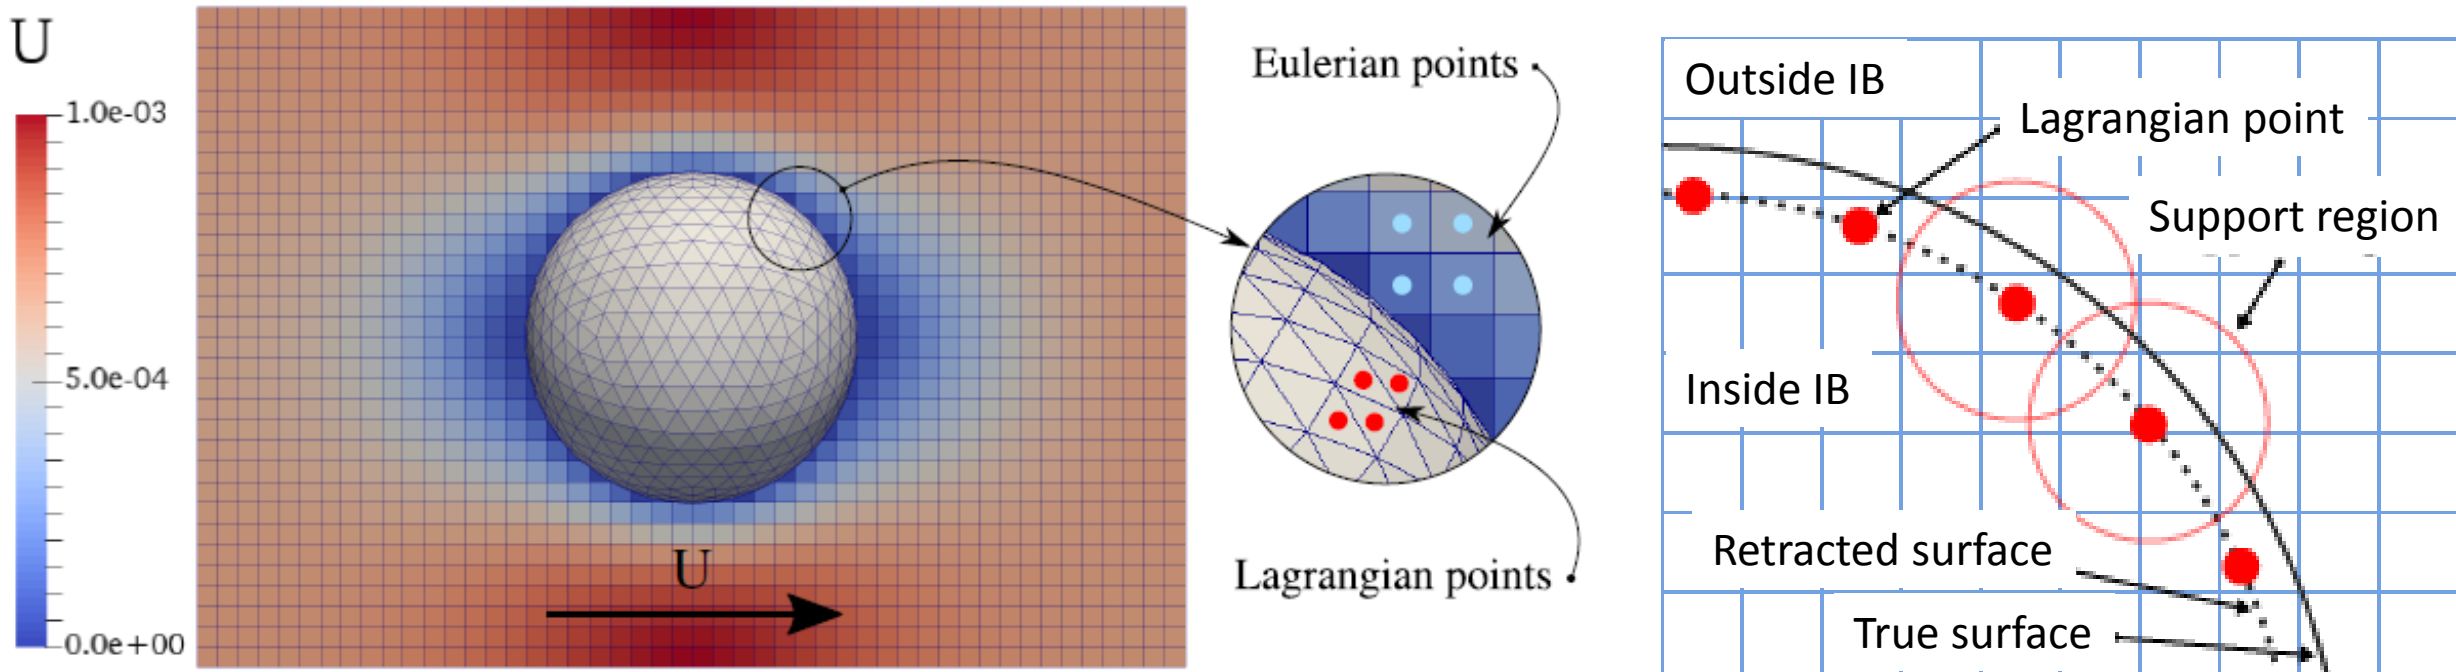 U
1.0e-03
5.0e-04
0.0e+00
U
Eulerian points
Lagrangian points
Outside IB
Lagrangian point
Support region
Inside IB
Retracted surface
True surface